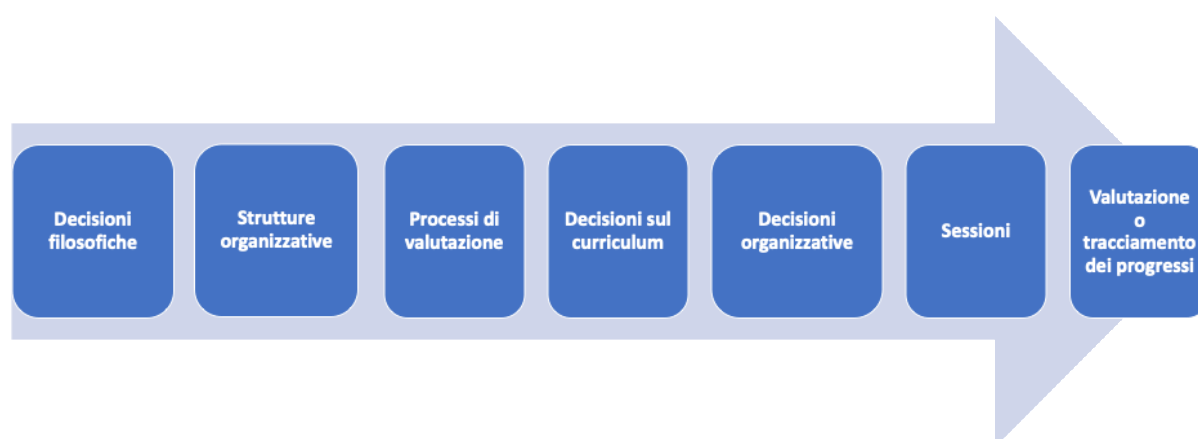 Decisioni
filosofiche
Strutture
organizzative
Processi di
valutazione
Decisioni sul
curriculum
Decisioni
organizzative
Sessioni
Valutazione
o
tracciamento
dei progressi